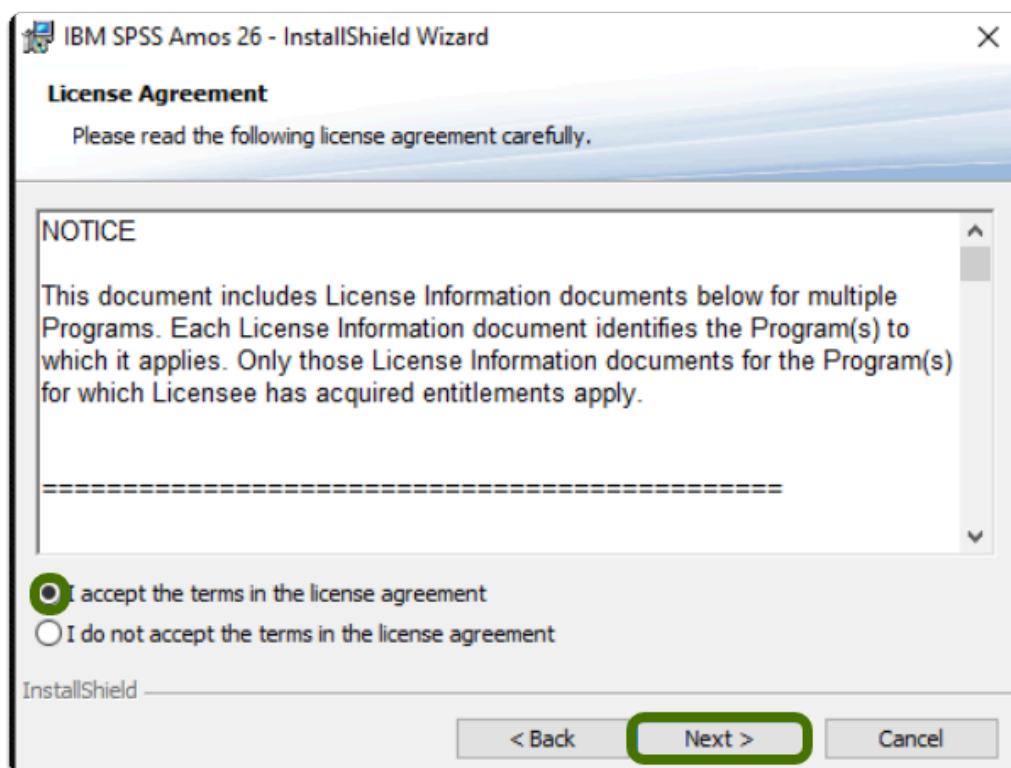 IBM SPSS Amos 26 - InstallShield Wizard
License Agreement
Please read the following license agreement carefully.
NOTICE
This document includes License Information documents below for multiple
Programs. Each License Information document identifies the Program(s) to
which it applies. Only those License Information documents for the Program(s)
for which Licensee has acquired entitlements apply.
==============================================
I accept the terms in the license agreement
I do not accept the terms in the license agreement
InstallShield
< Back
Next >
Cancel